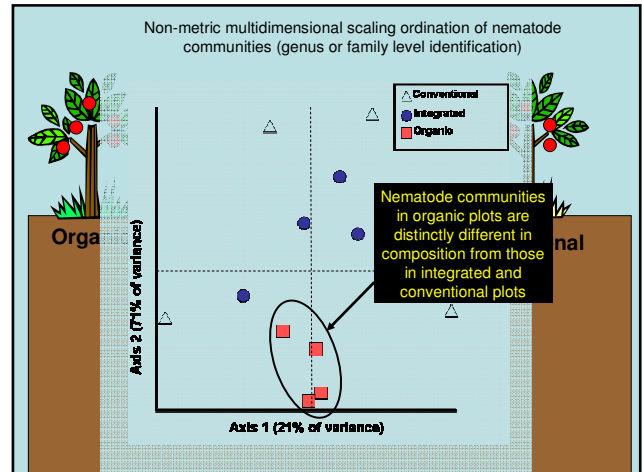 Non-metric multidimensional scaling ordination of nematode
communities (genus or family level identification)
Conventional
Integrated
Organic
Nematode communities
in organic plots are
distinctly different in
composition from those
in integrated and
conventional plots
Orga
nal
Axis 2 (71% of variance)
Axis 1 (21% of variance)